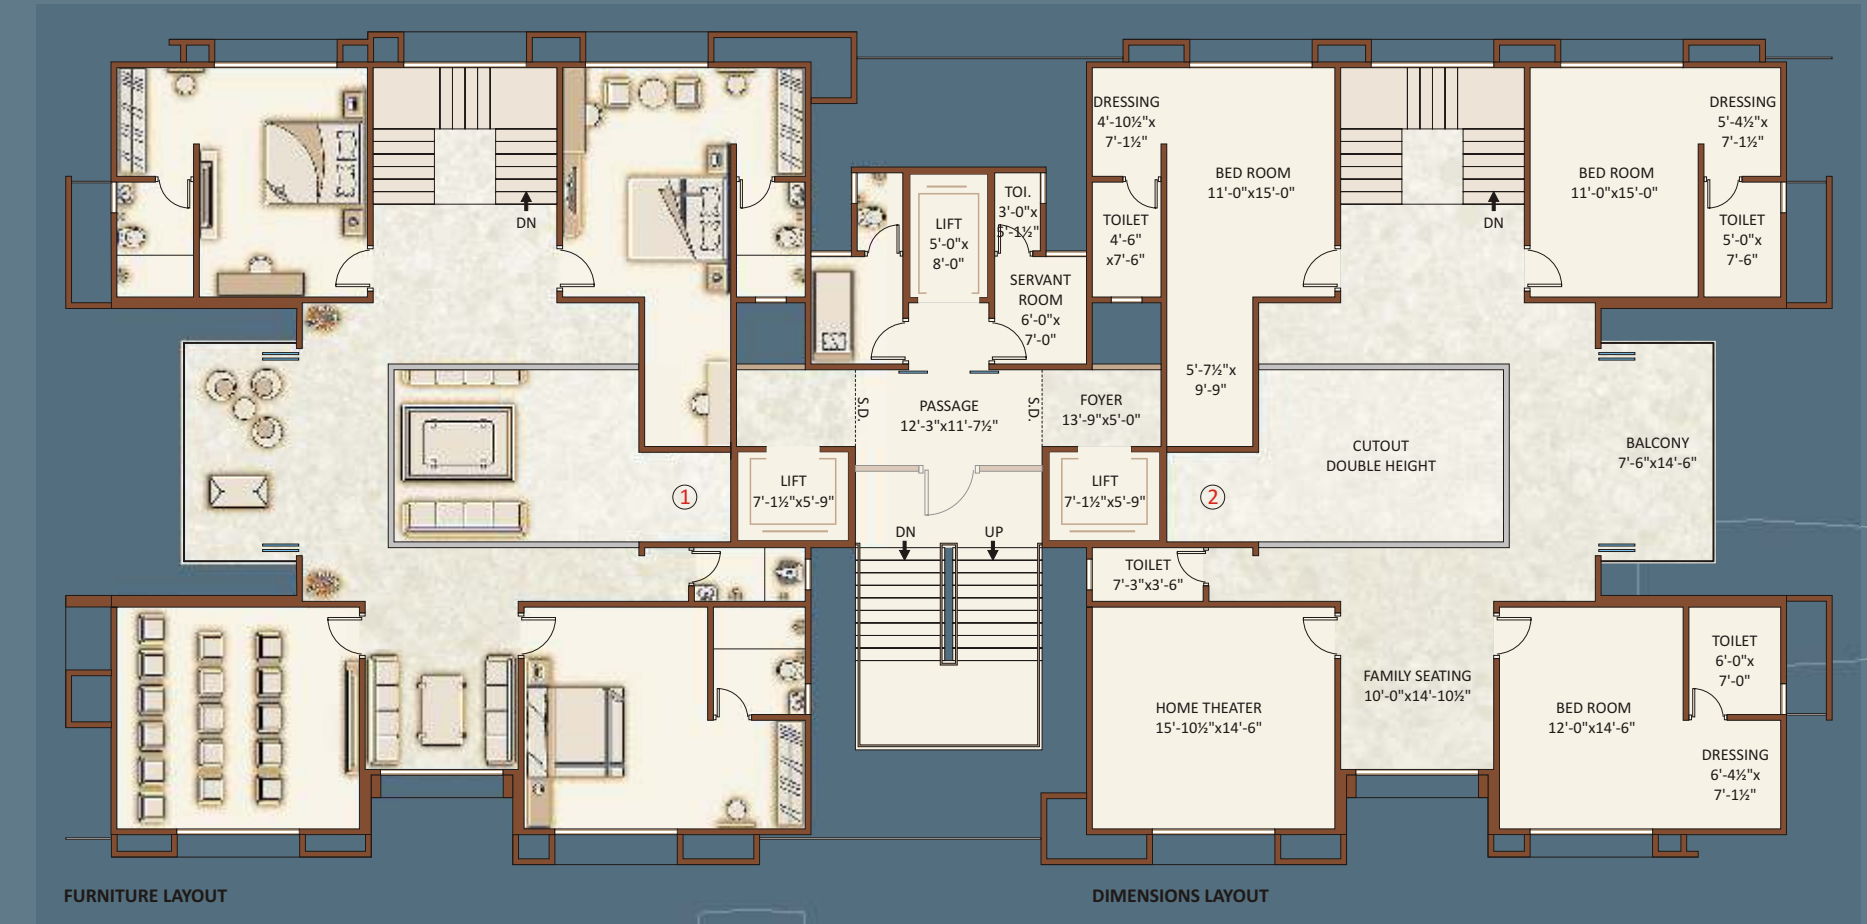 DRESSING
4'-10½"x
7'-1½"
BED ROOM
11'-0"x15'-0"
TOILET
4'-6"
x7'-6"
DN
BED ROOM
11'-0"x15'-0"
DRESSING
5'-4½"x
7'-1½"
TOILET
5'-0"x
7'-6"
DN
LIFT
5'-0"x
8'-0"
TOI.
3'-0"x
5'-1½"
SERVANT
ROOM
6'-0"x
7'-0"
5'-7½"x
9'-9"
S.D.
PASSAGE
12'-3"x11'-7½"
S.D.
FOYER
13'-9"x5'-0"
CUTOUT
DOUBLE HEIGHT
BALCONY
7'-6"x14'-6"
1
LIFT
7'-1½"x5'-9"
LIFT
7'-1½"x5'-9"
2
DN
UP
TOILET
7'-3"x3'-6"
HOME THEATER
15'-10½"x14'-6"
FAMILY SEATING
10'-0"x14'-10½"
BED ROOM
12'-0"x14'-6"
TOILET
6'-0"x
7'-0"
DRESSING
6'-4½"x
7'-1½"
FURNITURE LAYOUT
DIMENSIONS LAYOUT